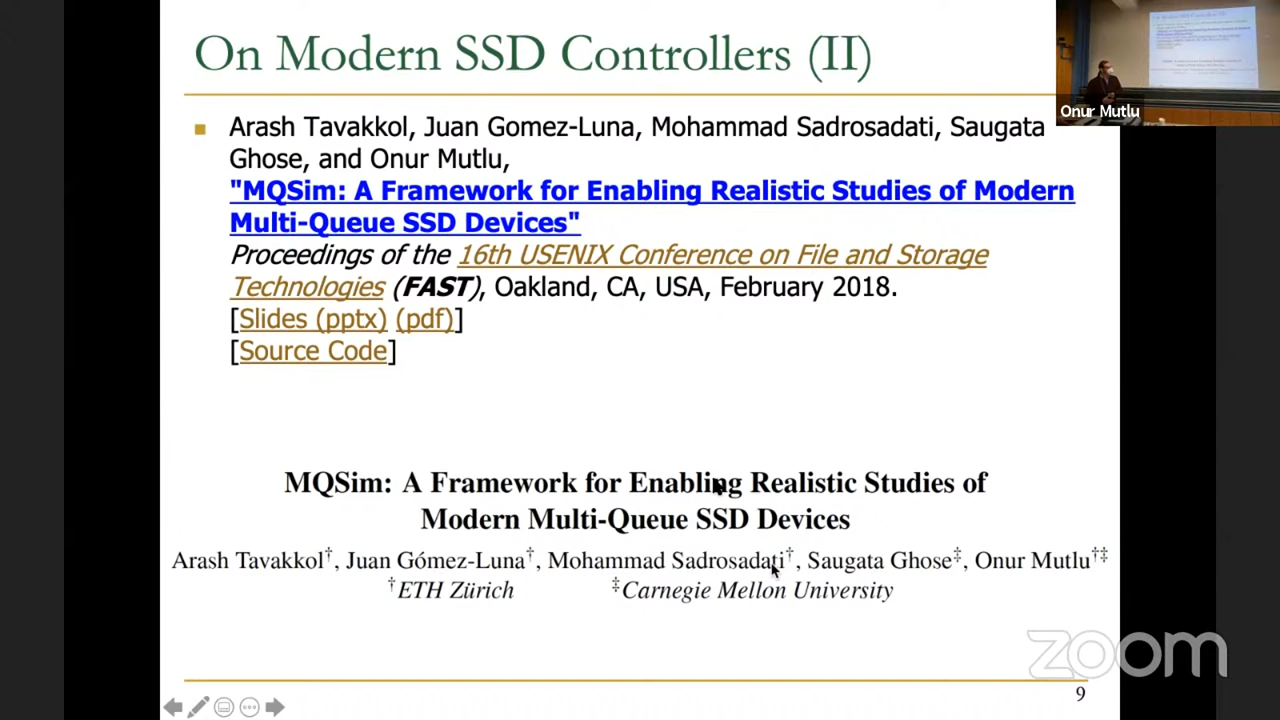 On Modern SSD Controllers (II)
Onur Mutlu
Arash Tavakkol, Juan Gomez-Luna, Mohammad Sadrosadati, Saugata
Ghose, and Onur Mutlu,
"MQSim: A Framework for Enabling Realistic Studies of Modern
Multi-Queue SSD Devices"
Proceedings of the 16th USENIX Conference on File and Storage
Technologies (FAST), Oakland, CA, USA, February 2018.
[Slides (pptx) (pdf)]
[Source Code]
MQSim: A Framework for Enabling Realistic Studies of
Modern Multi-Queue SSD Devices
Arash Tavakkol†, Juan Gómez-Luna†, Mohammad Sadrosadati†, Saugata Ghose‡, Onur Mutlu†‡
†ETH Zürich ‡Carnegie Mellon University
zoom
9